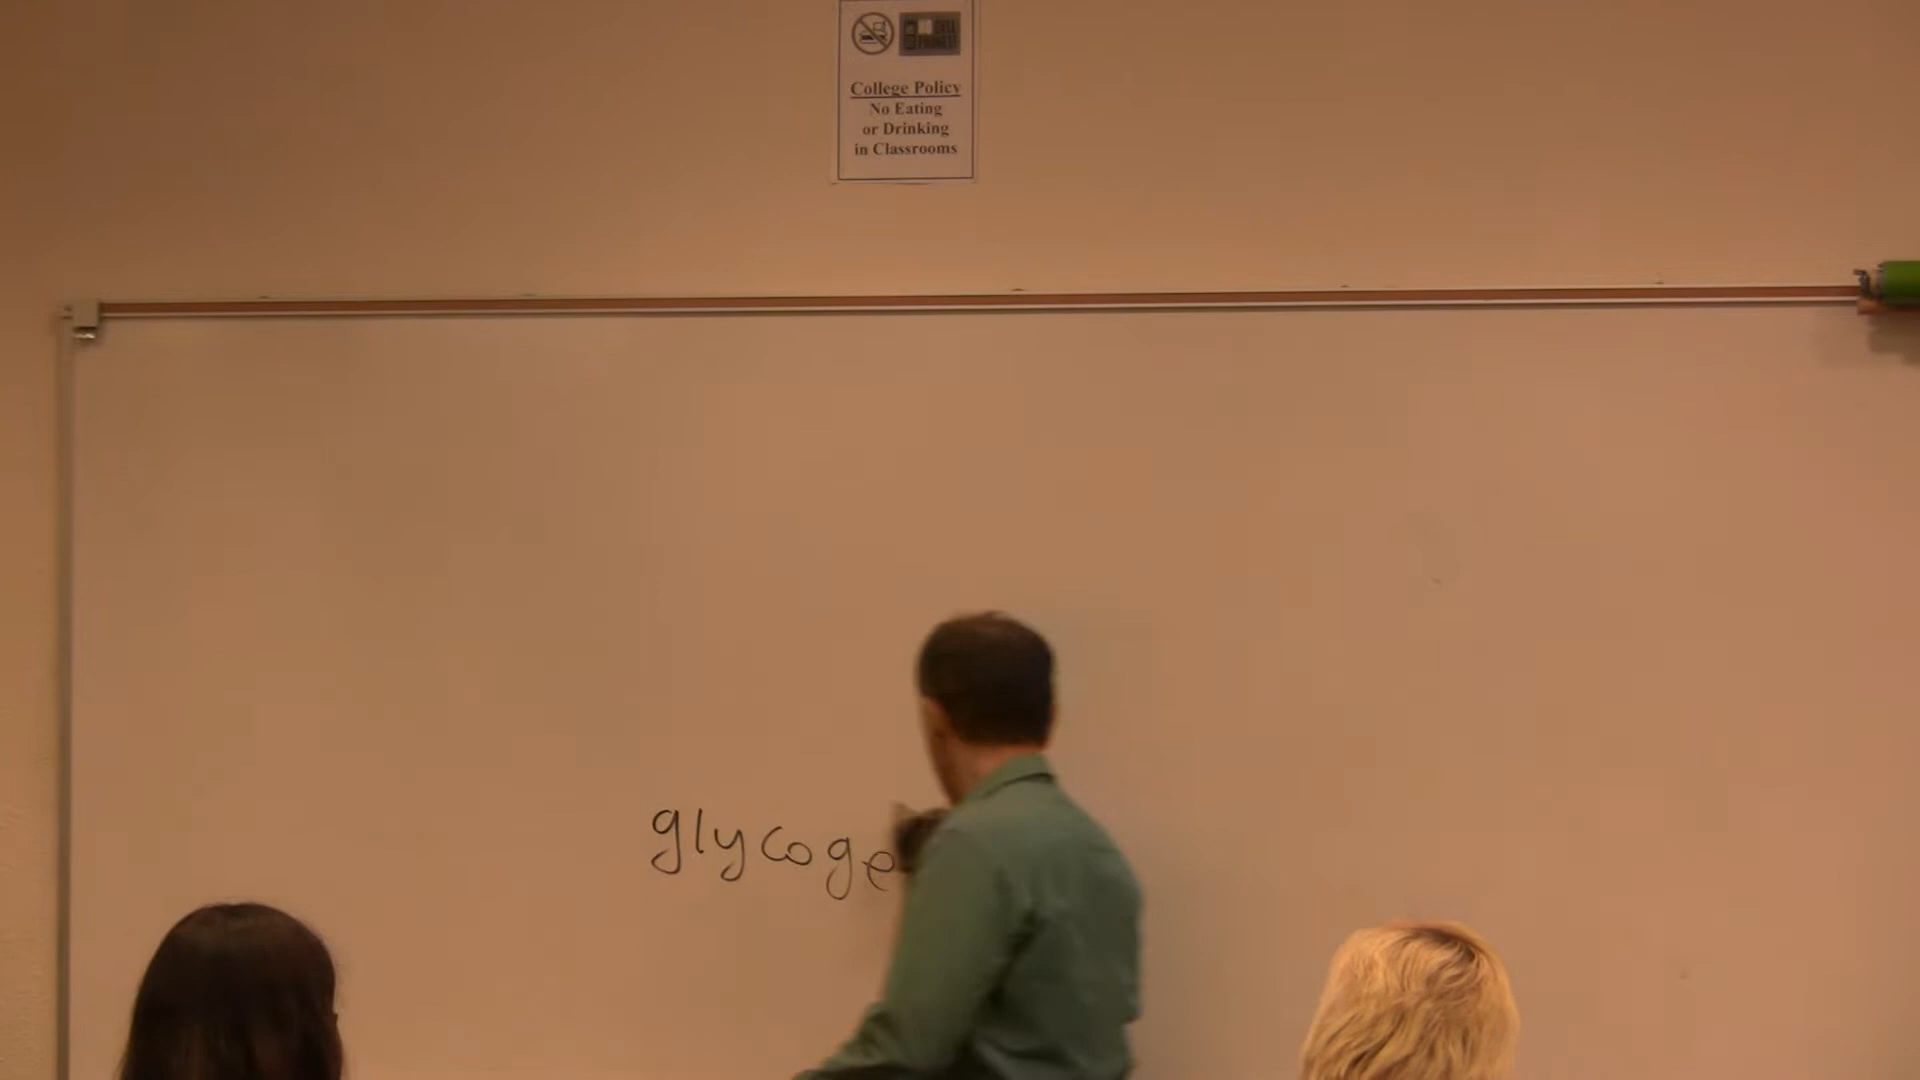 College Policy
No Eating
or Drinking
in Classrooms
glycoge